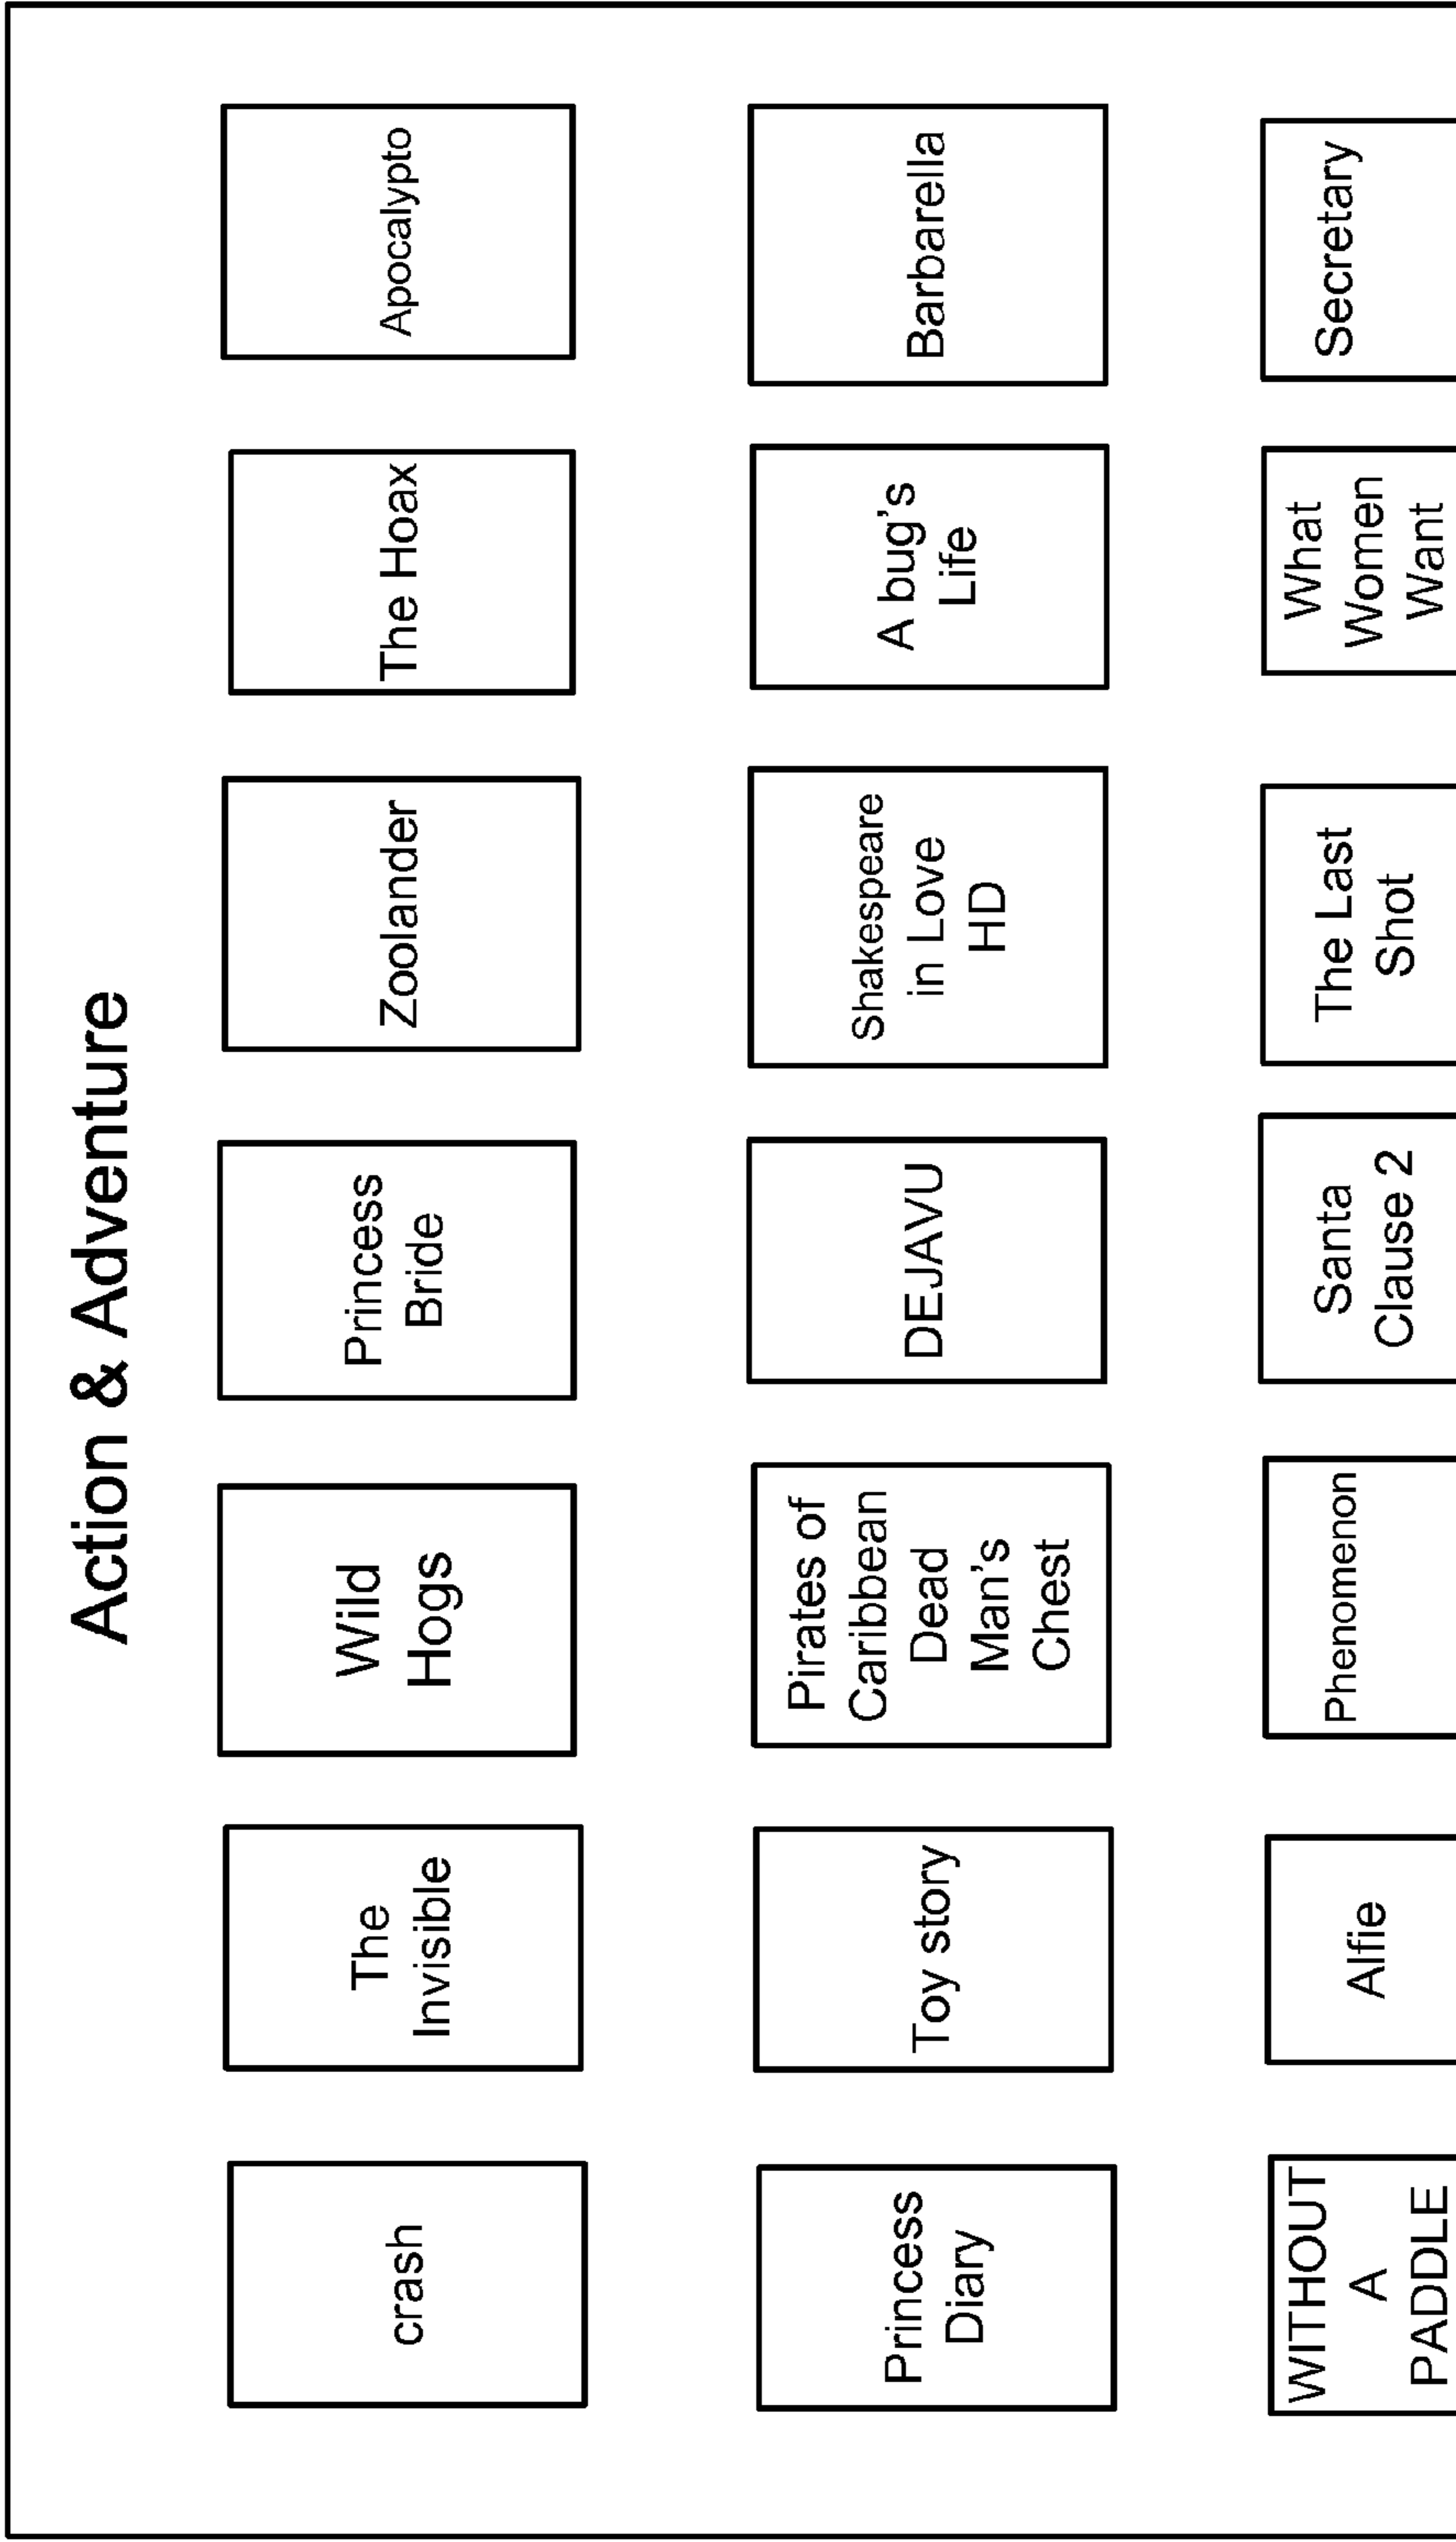 Action & Adventure
crash
The
Invisible
Wild
Hogs
Princess
Bride
Zoolander
The Hoax
Apocalypto
Princess
Diary
Toy story
Pirates of
Caribbean
Dead
Man's
Chest
DEJAVU
Shakespeare
in Love
HD
A bug's
Life
Barbarella
WITHOUT
A
PADDLE
Alfie
Phenomenon
Santa
Clause 2
The Last
Shot
What
Women
Want
Secretary